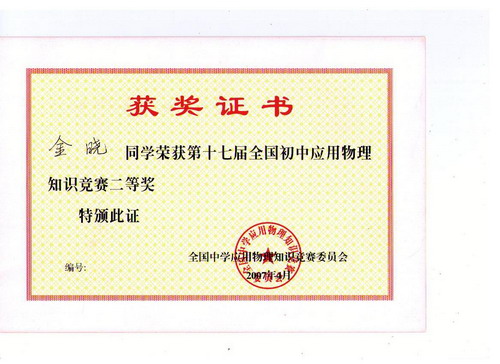 获奖证书
金晓 同学荣获第十七届全国初中应用物理
知识竞赛二等奖
特颁此证
全国中学应用物理知识竞赛委员会
编号:
2007年4月